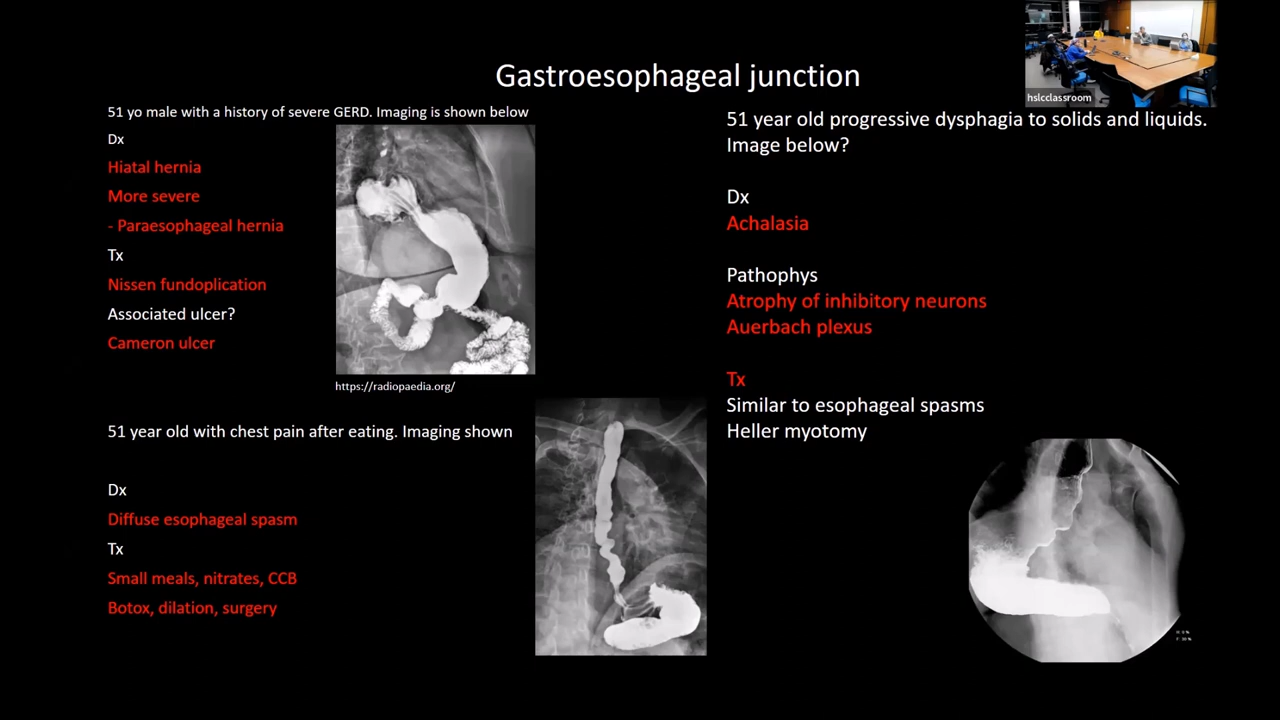 Gastroesophageal junction
hslcclassroom
51 yo male with a history of severe GERD. Imaging is shown below
Dx
Hiatal hernia
More severe
- Paraesophageal hernia
Tx
Nissen fundoplication
Associated ulcer?
Cameron ulcer
https://radiopaedia.org/
51 year old with chest pain after eating. Imaging shown
Dx
Diffuse esophageal spasm
Tx
Small meals, nitrates, CCB
Botox, dilation, surgery
51 year old progressive dysphagia to solids and liquids.
Image below?
Dx
Achalasia
Pathophys
Atrophy of inhibitory neurons
Auerbach plexus
Tx
Similar to esophageal spasms
Heller myotomy